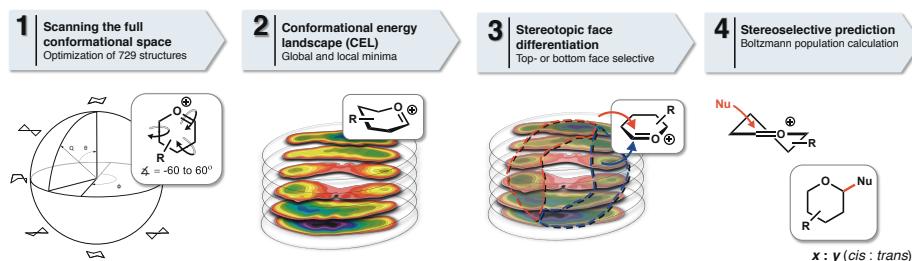 1 Scanning the full
conformational space
Optimization of 729 structures
2 Conformational energy
landscape (CEL)
Global and local minima
3 Stereotopic face
differentiation
Top- or bottom face selective
4 Stereoselective prediction
Boltzmann population calculation
O ⊕
R
∡ = -60 to 60°
Q θ
Φ
O ⊕
R
R
O ⊕
Nu
O ⊕
R
O Nu
R
x : y (cis : trans)